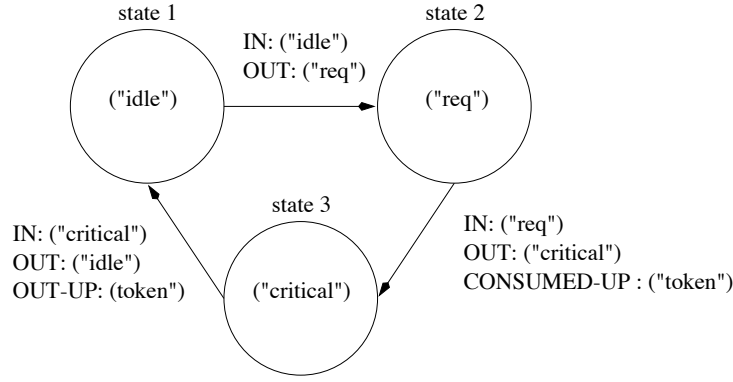 state 1
state 2
IN: ("idle")
OUT: ("req")
("idle")
("req")
state 3
IN: ("critical")
OUT: ("idle")
OUT-UP: (token")
("critical")
IN: ("req")
OUT: ("critical")
CONSUMED-UP : ("token")